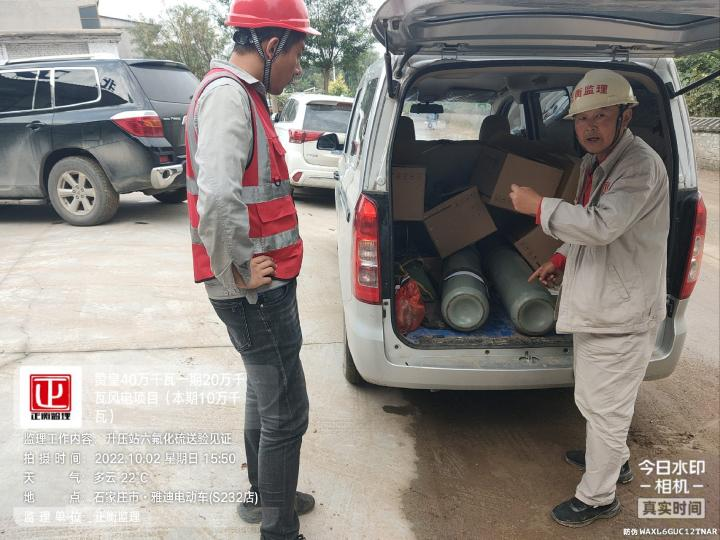 正衡监理
正衡监理
赞皇40万千瓦一期20万千
瓦风电项目（本期10万千
瓦）
监理工作内容：升压站六氟化硫送验见证
拍 摄 时 间：2022.10.02 星期日 15:50
天 气：多云 22℃
地 点：石家庄市·雅迪电动车(S232店)
监 理 单 位：正衡监理
今日水印
相机
真实时间
防伪 WAXL6GUC12TNAR